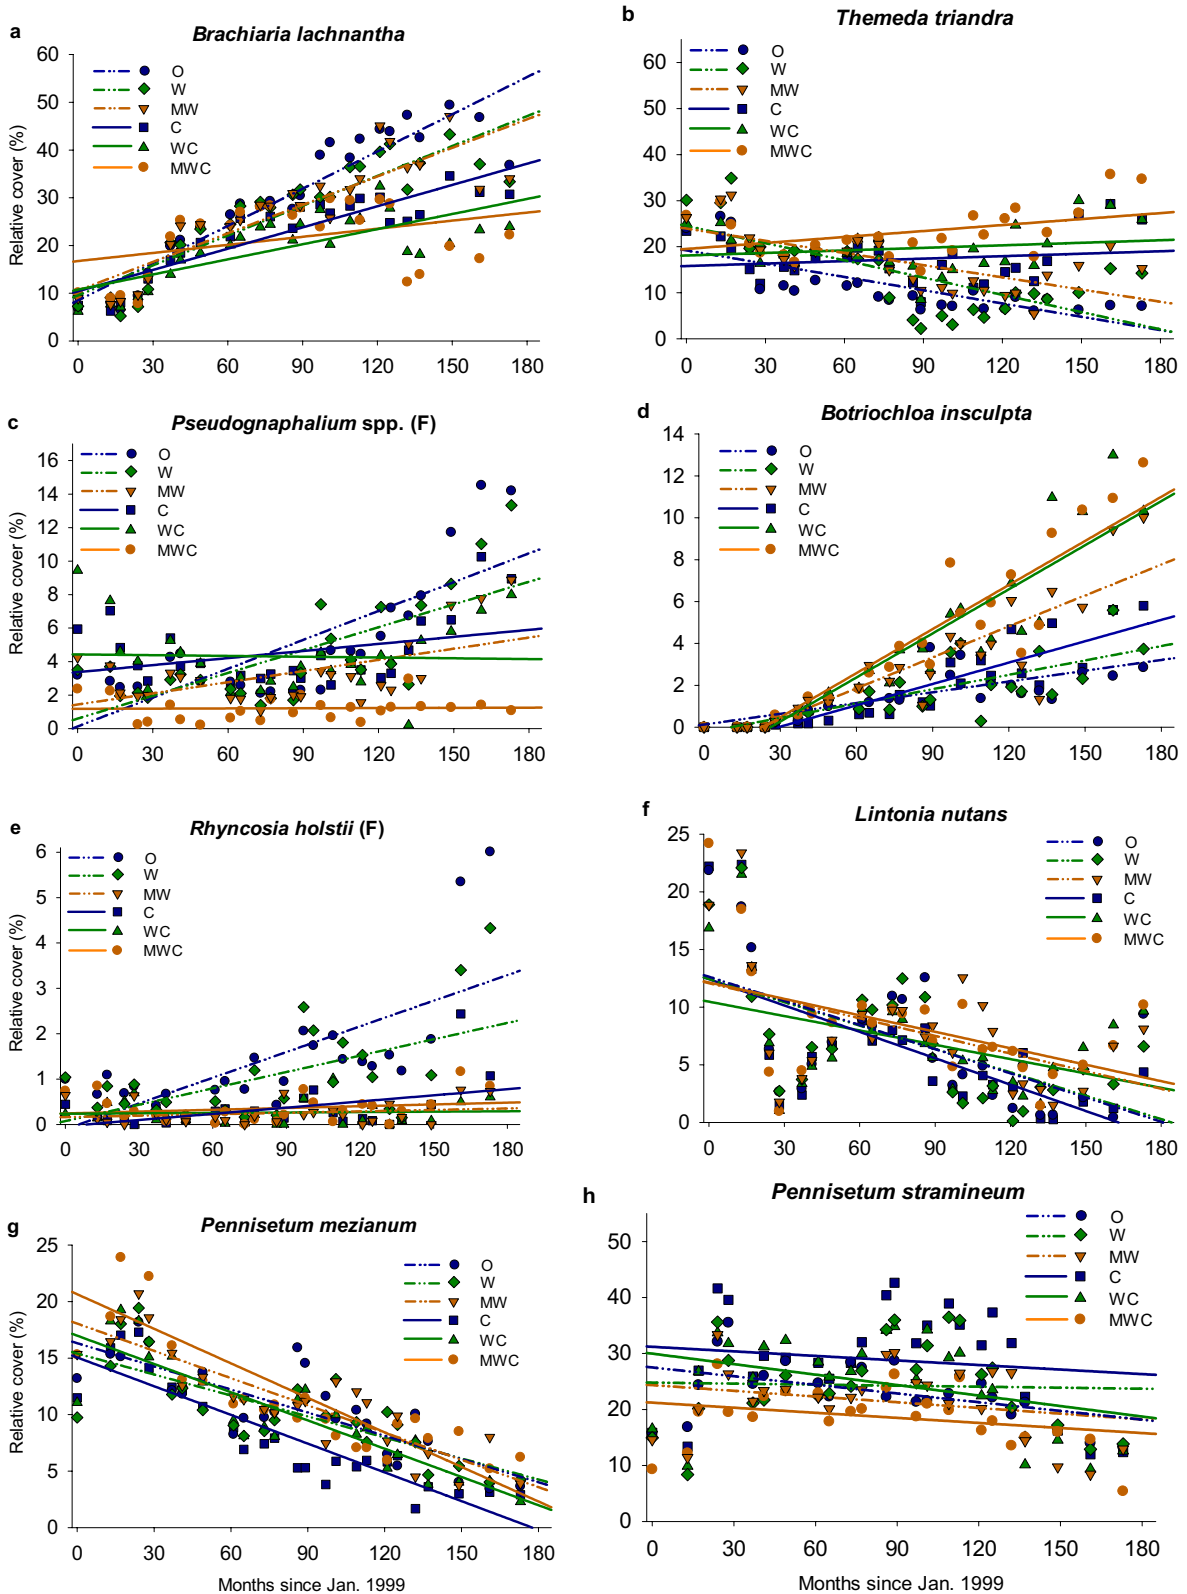 a
Brachiaria lachnantha
Relative cover (%)
60
50
40
30
20
10
0
O
W
MW
C
WC
MWC
0 30 60 90 120 150 180
b
Themeda triandra
60
50
40
30
20
10
0
O
W
MW
C
WC
MWC
0 30 60 90 120 150 180
c
Pseudognaphalium spp. (F)
Relative cover (%)
16
14
12
10
8
6
4
2
0
O
W
MW
C
WC
MWC
0 30 60 90 120 150 180
d
Botriochloa insculpta
14
12
10
8
6
4
2
0
O
W
MW
C
WC
MWC
0 30 60 90 120 150 180
e
Rhyncosia holstii (F)
Relative cover (%)
6
5
4
3
2
1
0
O
W
MW
C
WC
MWC
0 30 60 90 120 150 180
f
Lintonia nutans
25
20
15
10
5
0
O
W
MW
C
WC
MWC
0 30 60 90 120 150 180
g
Pennisetum mezianum
Relative cover (%)
25
20
15
10
5
0
O
W
MW
C
WC
MWC
0 30 60 90 120 150 180
Months since Jan. 1999
h
Pennisetum stramineum
50
40
30
20
10
0
O
W
MW
C
WC
MWC
0 30 60 90 120 150 180
Months since Jan. 1999